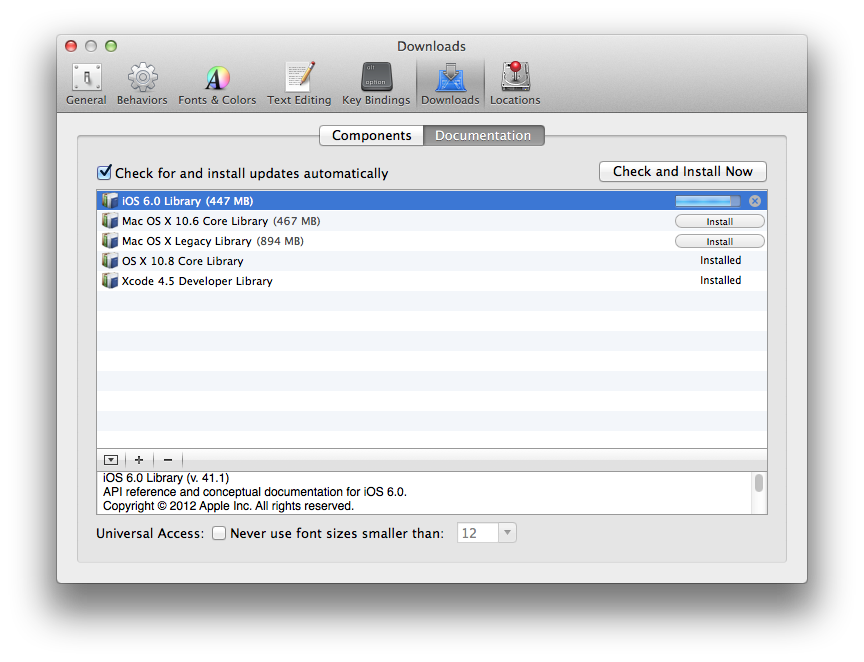 Downloads
General Behaviors Fonts & Colors Text Editing alt option Key Bindings Downloads Locations
Components Documentation
Check for and install updates automatically Check and Install Now
iOS 6.0 Library (447 MB)
Mac OS X 10.6 Core Library (467 MB) Install
Mac OS X Legacy Library (894 MB) Install
OS X 10.8 Core Library Installed
Xcode 4.5 Developer Library Installed
iOS 6.0 Library (v. 41.1)
API reference and conceptual documentation for iOS 6.0.
Copyright © 2012 Apple Inc. All rights reserved.
Universal Access: Never use font sizes smaller than: 12